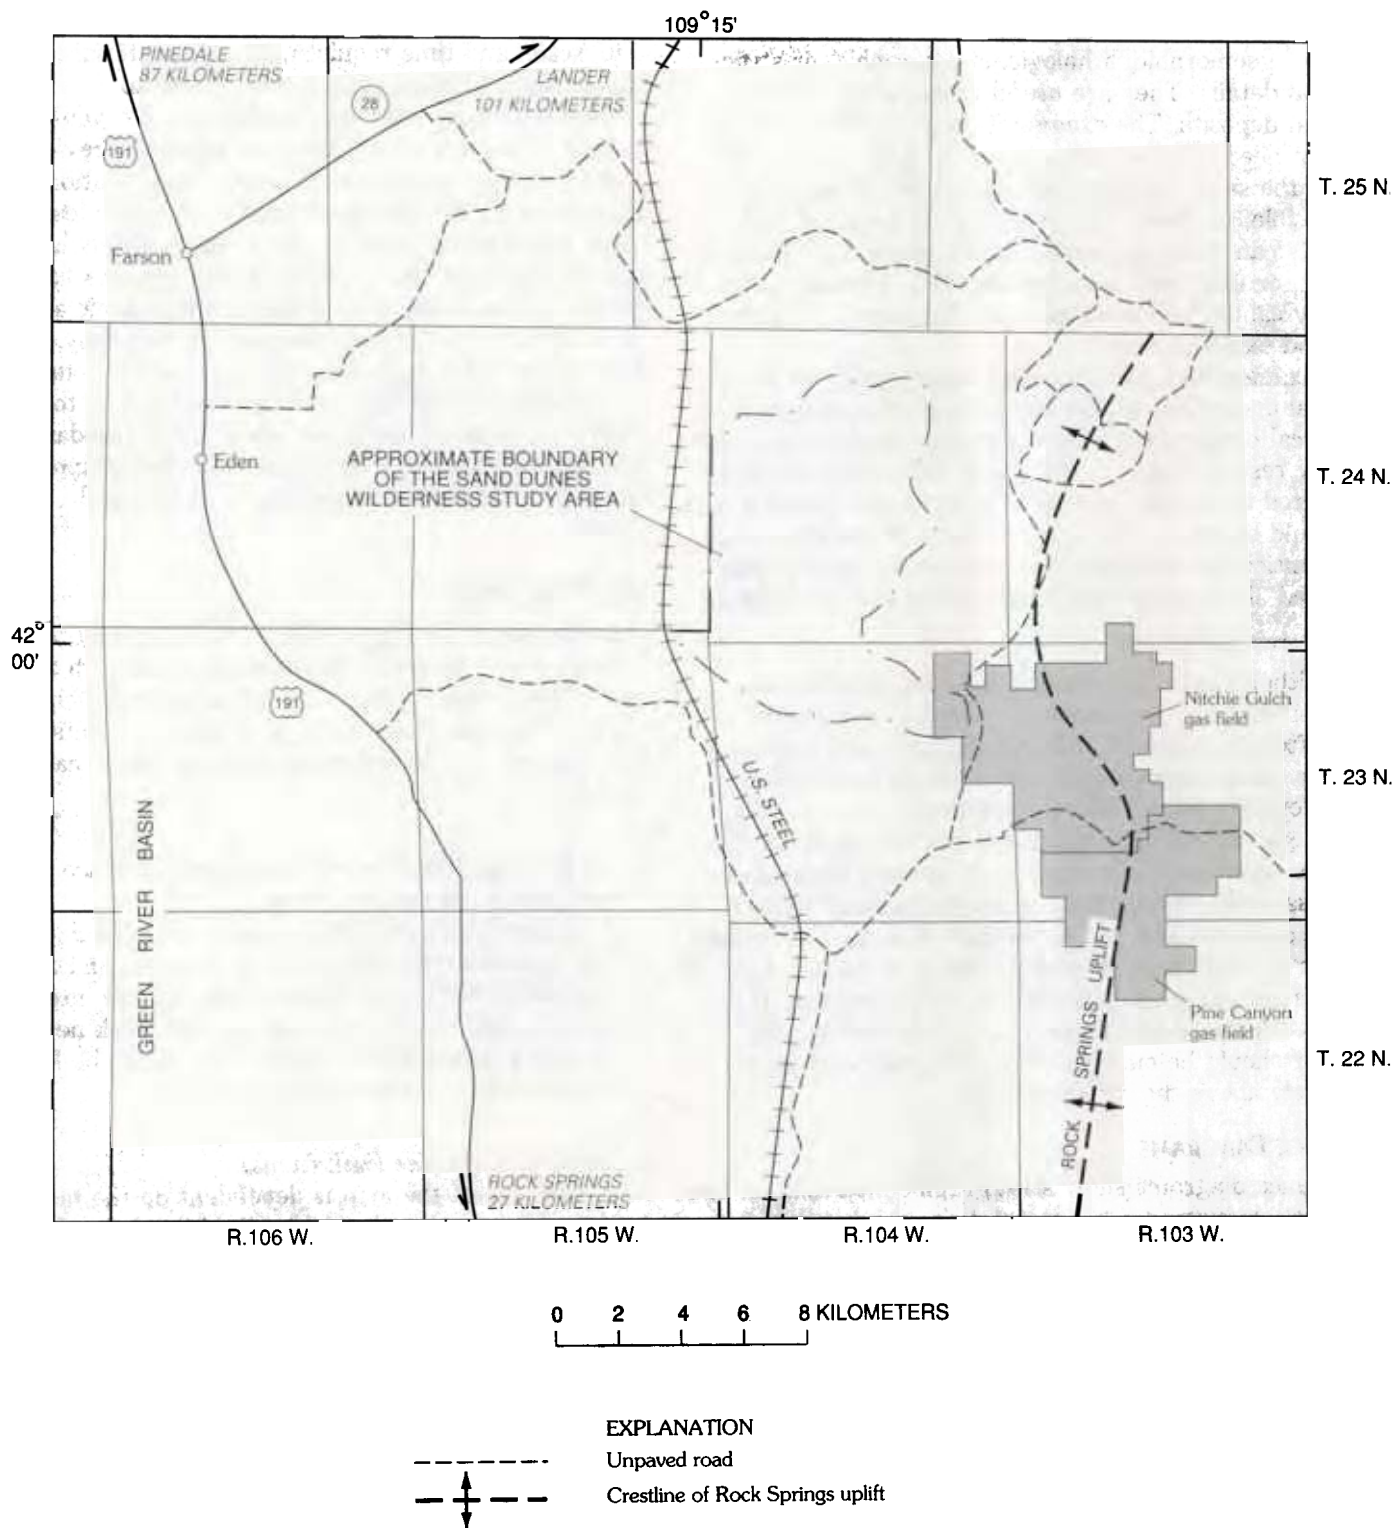 109°15'
PINEDALE
87 KILOMETERS
LANDER
101 KILOMETERS
28
191
T. 25 N.
Farson
Eden
APPROXIMATE BOUNDARY
OF THE SAND DUNES
WILDERNESS STUDY AREA
T. 24 N.
42°
00'
191
Nitchie Gulch
gas field
U.S. STEEL
T. 23 N.
GREEN RIVER BASIN
ROCK SPRINGS UPLIFT
Pine Canyon
gas field
T. 22 N.
ROCK SPRINGS
27 KILOMETERS
R.106 W.
R.105 W.
R.104 W.
R.103 W.
0 2 4 6 8 KILOMETERS
EXPLANATION
Unpaved road
Crestline of Rock Springs uplift